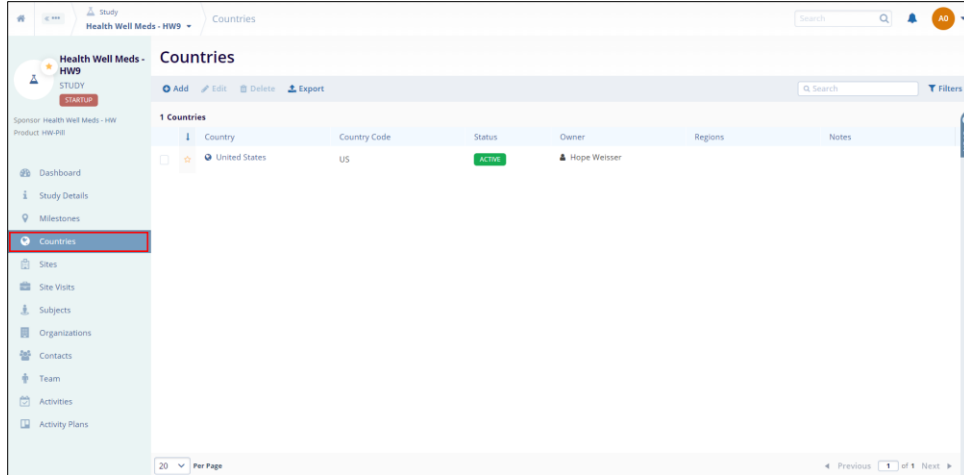 Study
Health Well Meds - HW9
Countries
Search
A0
Health Well Meds -
HW9
STUDY
STARTUP
Sponsor Health Well Meds - HW
Product HW-Pill
Dashboard
Study Details
Milestones
Countries
Sites
Site Visits
Subjects
Organizations
Contacts
Team
Activities
Activity Plans
Countries
Add Edit Delete Export Search Filters
1 Countries
Country Country Code Status Owner Regions Notes
United States US ACTIVE Hope Weisser
20 Per Page Previous 1 of 1 Next